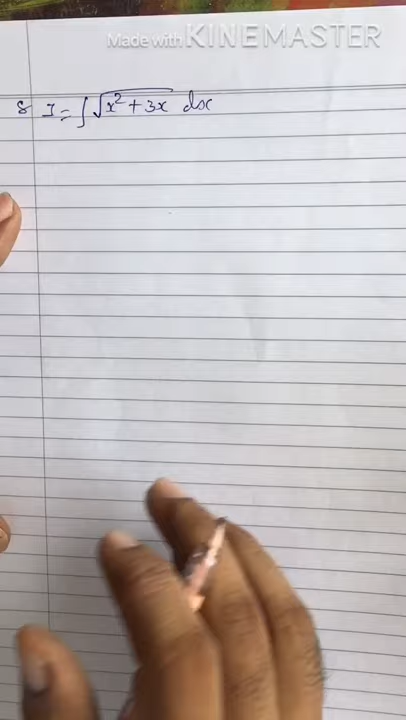 Made with KINEMASTER
8 I = ∫ √x² + 3x dx